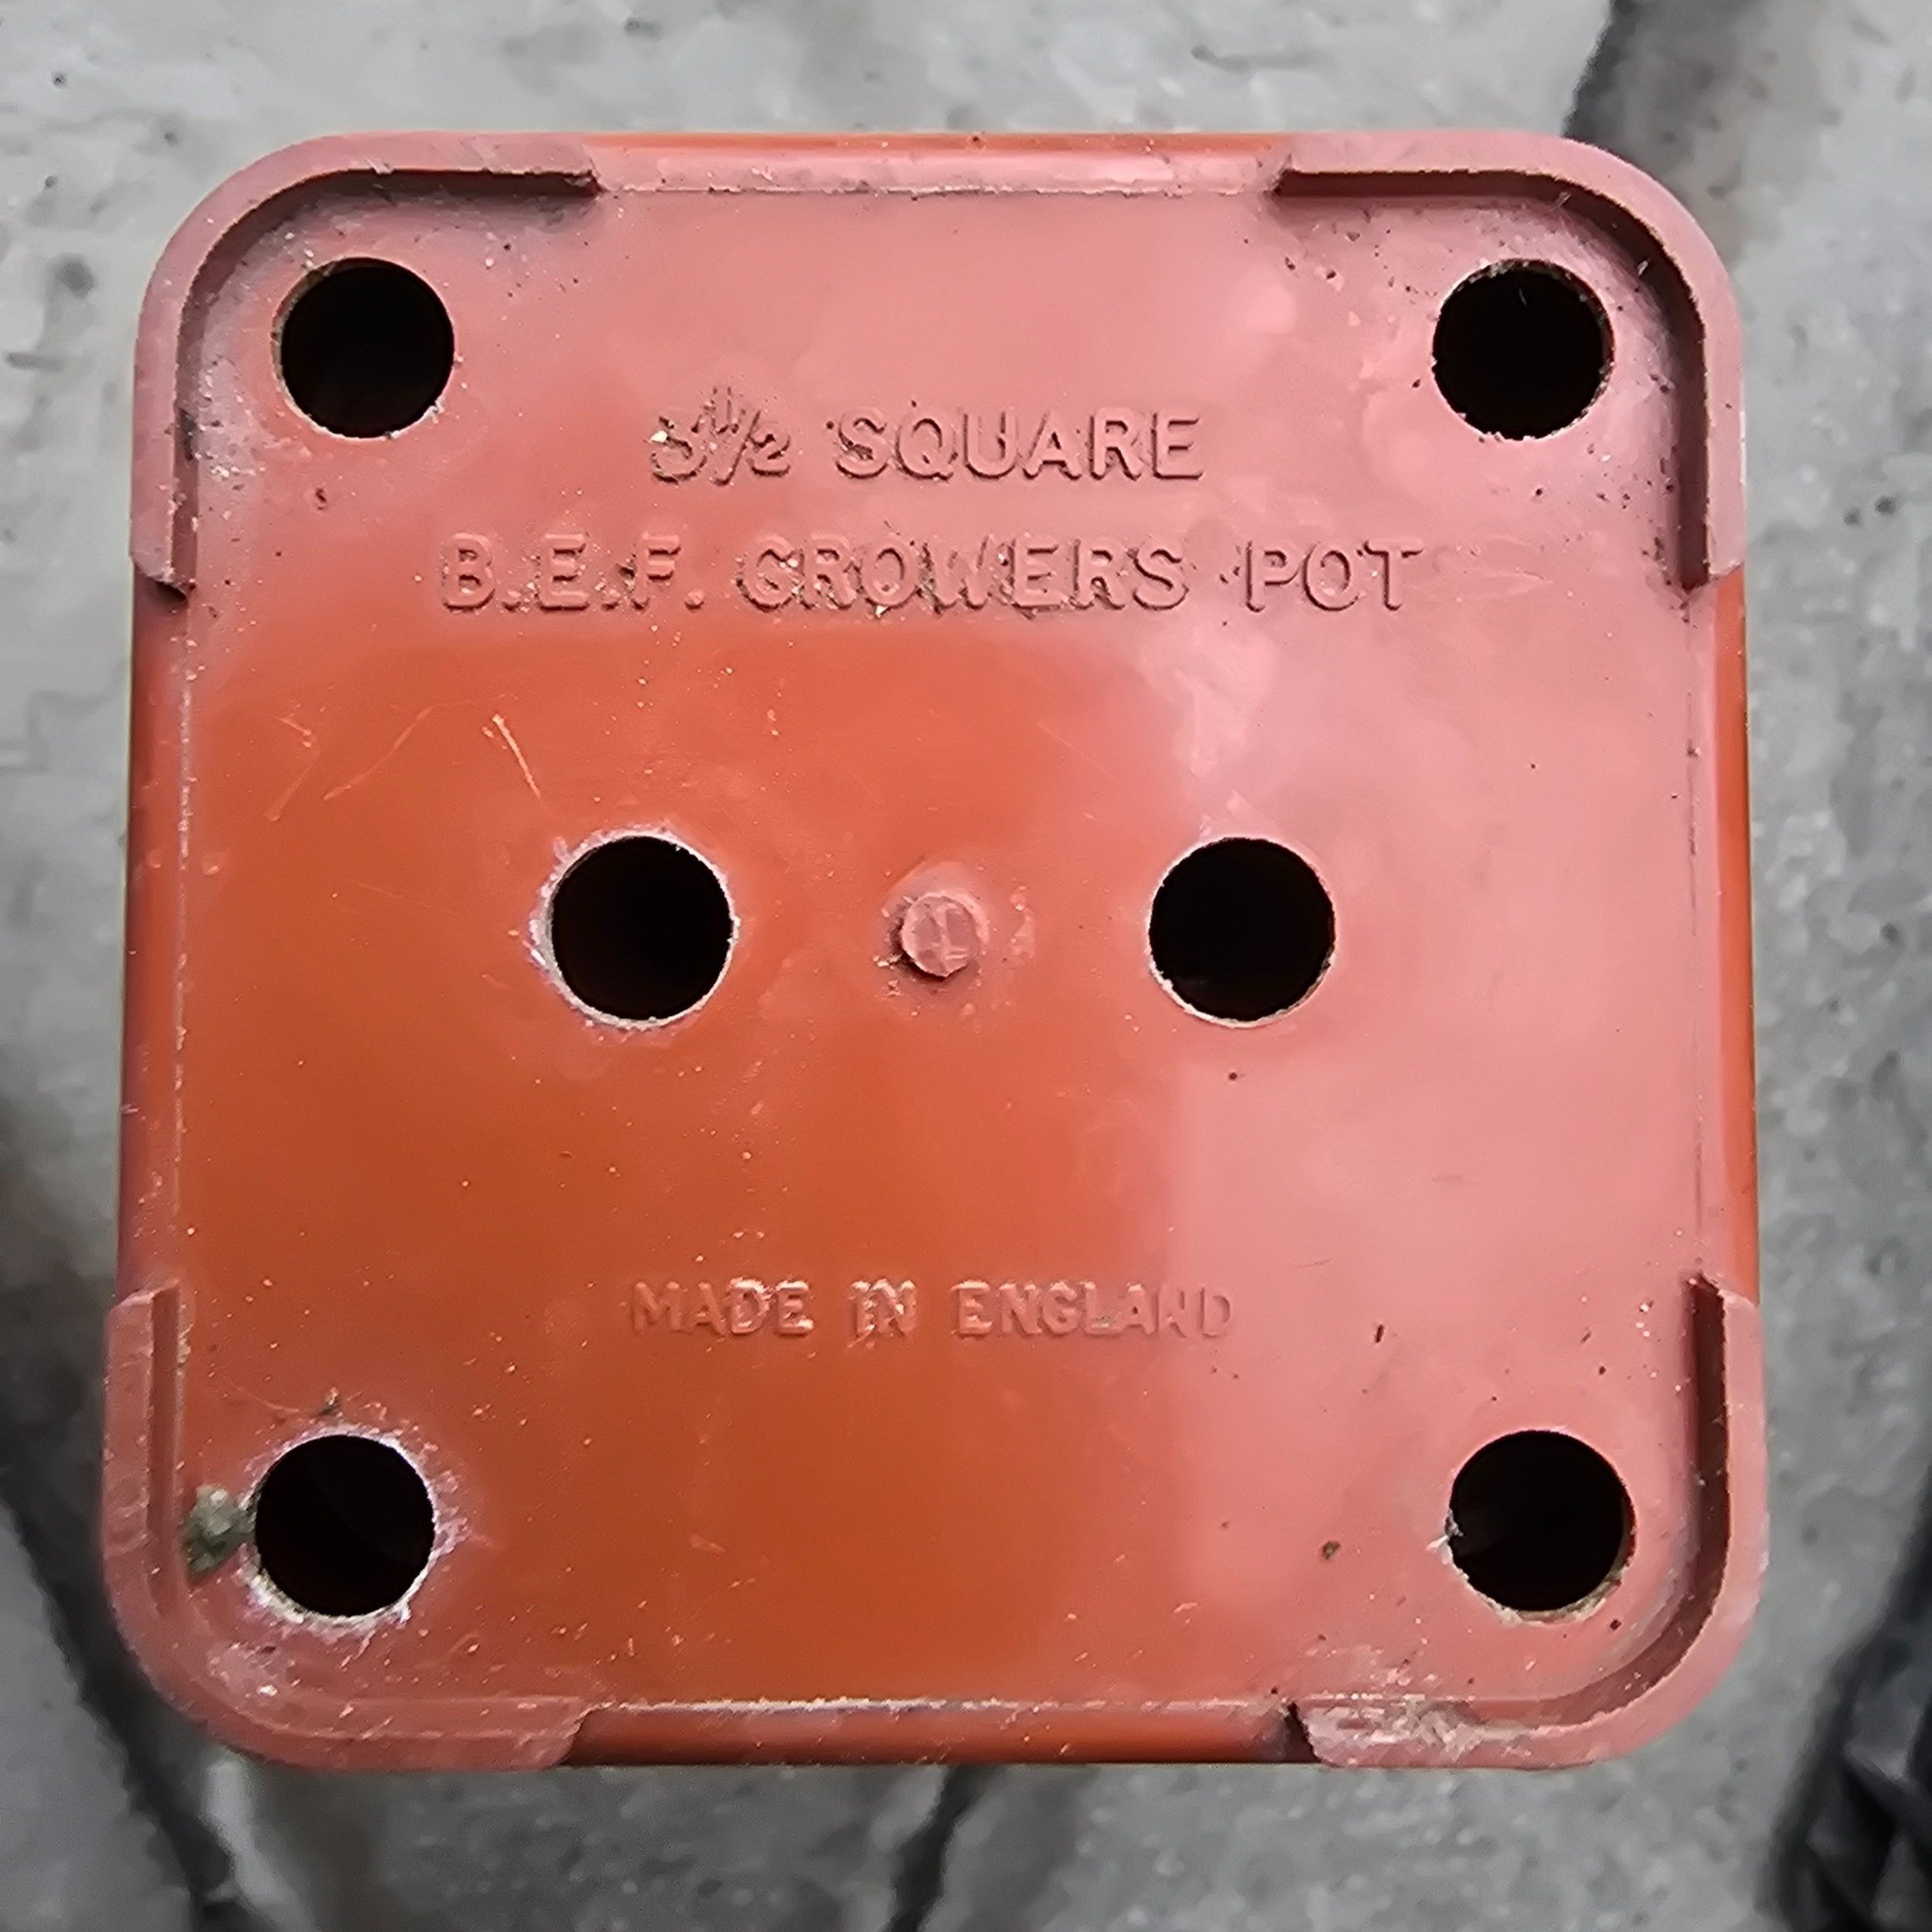 3½" SQUARE
B.E.F. GROWERS POT
MADE IN ENGLAND